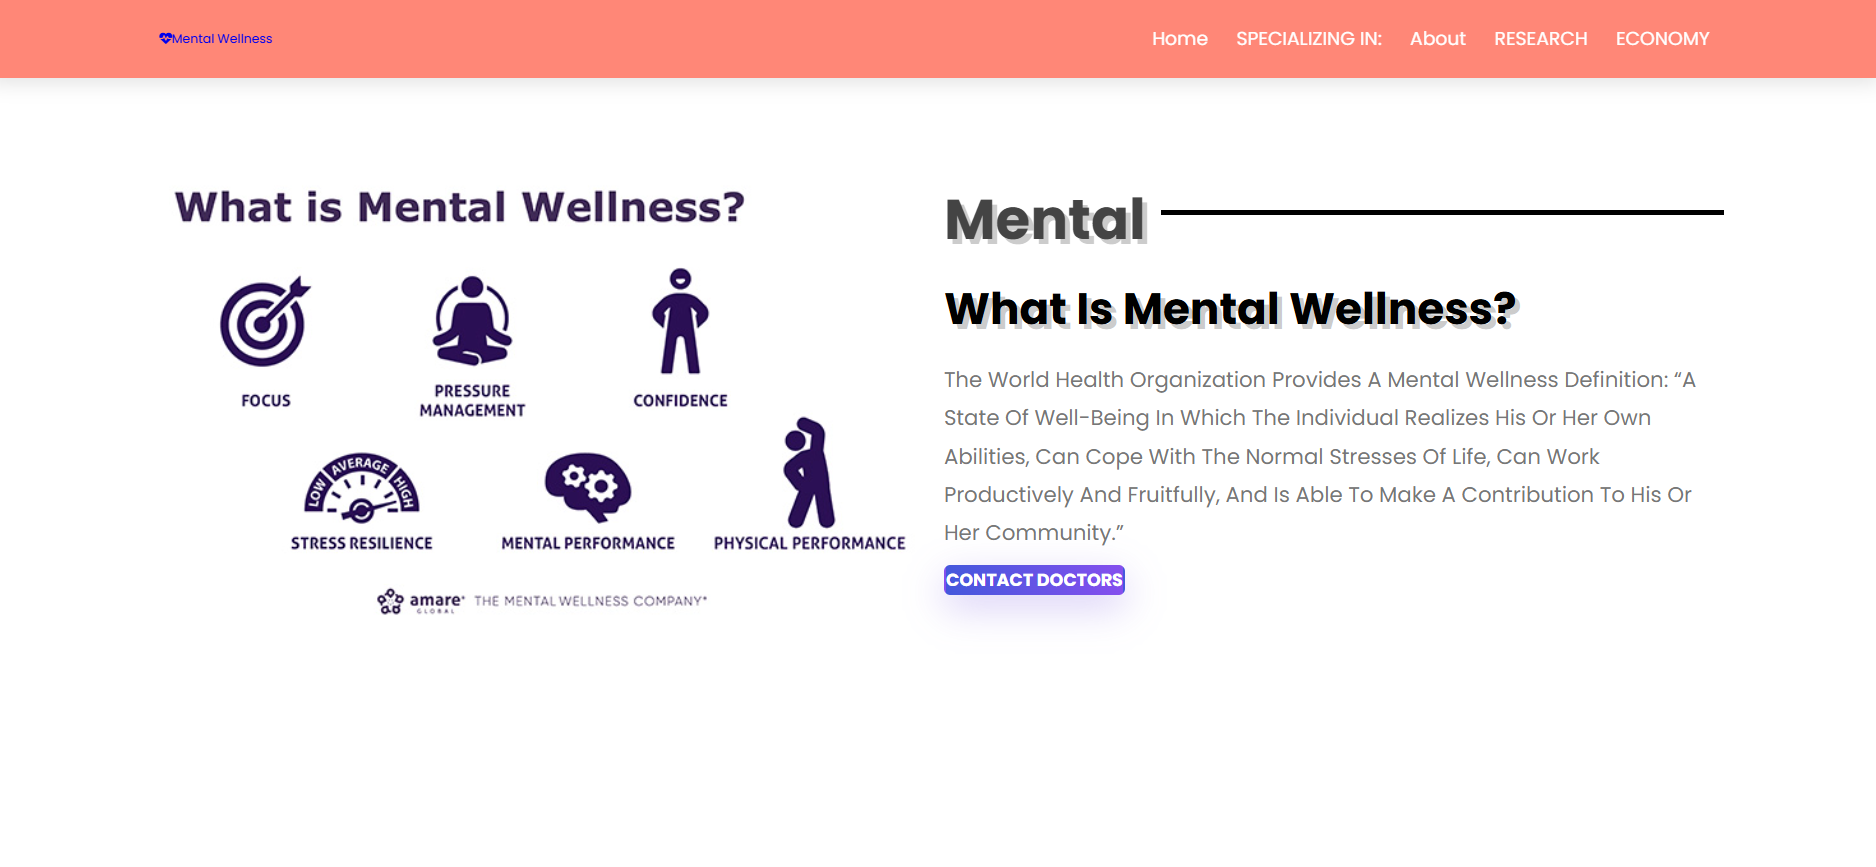 Mental Wellness
Home SPECIALIZING IN: About RESEARCH ECONOMY
What is Mental Wellness?
FOCUS
PRESSURE
MANAGEMENT
CONFIDENCE
LOW AVERAGE HIGH
STRESS RESILIENCE
MENTAL PERFORMANCE
PHYSICAL PERFORMANCE
amare GLOBAL THE MENTAL WELLNESS COMPANY
Mental
What Is Mental Wellness?
The World Health Organization Provides A Mental Wellness Definition: “A
State Of Well-Being In Which The Individual Realizes His Or Her Own
Abilities, Can Cope With The Normal Stresses Of Life, Can Work
Productively And Fruitfully, And Is Able To Make A Contribution To His Or
Her Community.”
CONTACT DOCTORS